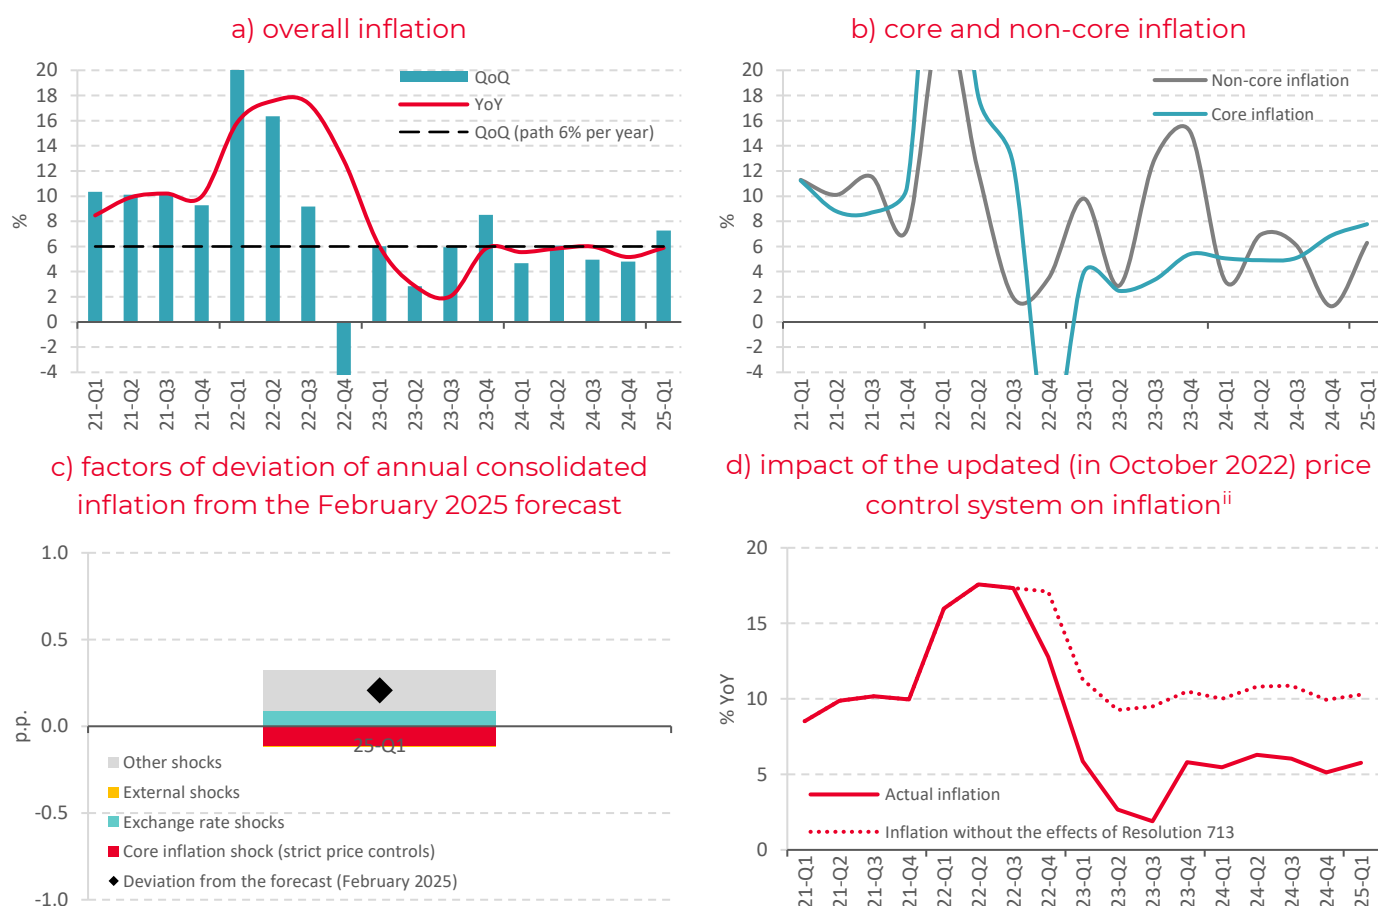 a) overall inflation
20
18
16
14
12
10
8
6
4
2
0
-2
-4
%
QoQ
YoY
QoQ (path 6% per year)
21-Q1
21-Q2
21-Q3
21-Q4
22-Q1
22-Q2
22-Q3
22-Q4
23-Q1
23-Q2
23-Q3
23-Q4
24-Q1
24-Q2
24-Q3
24-Q4
25-Q1
b) core and non-core inflation
20
18
16
14
12
10
8
6
4
2
0
-2
-4
%
Non-core inflation
Core inflation
21-Q1
21-Q2
21-Q3
21-Q4
22-Q1
22-Q2
22-Q3
22-Q4
23-Q1
23-Q2
23-Q3
23-Q4
24-Q1
24-Q2
24-Q3
24-Q4
25-Q1
c) factors of deviation of annual consolidated
inflation from the February 2025 forecast
1.0
0.5
0.0
-0.5
-1.0
p.p.
25-Q1
Other shocks
External shocks
Exchange rate shocks
Core inflation shock (strict price controls)
Deviation from the forecast (February 2025)
d) impact of the updated (in October 2022) price
control system on inflationii
20
15
10
5
0
% YoY
Actual inflation
Inflation without the effects of Resolution 713
21-Q1
21-Q2
21-Q3
21-Q4
22-Q1
22-Q2
22-Q3
22-Q4
23-Q1
23-Q2
23-Q3
23-Q4
24-Q1
24-Q2
24-Q3
24-Q4
25-Q1